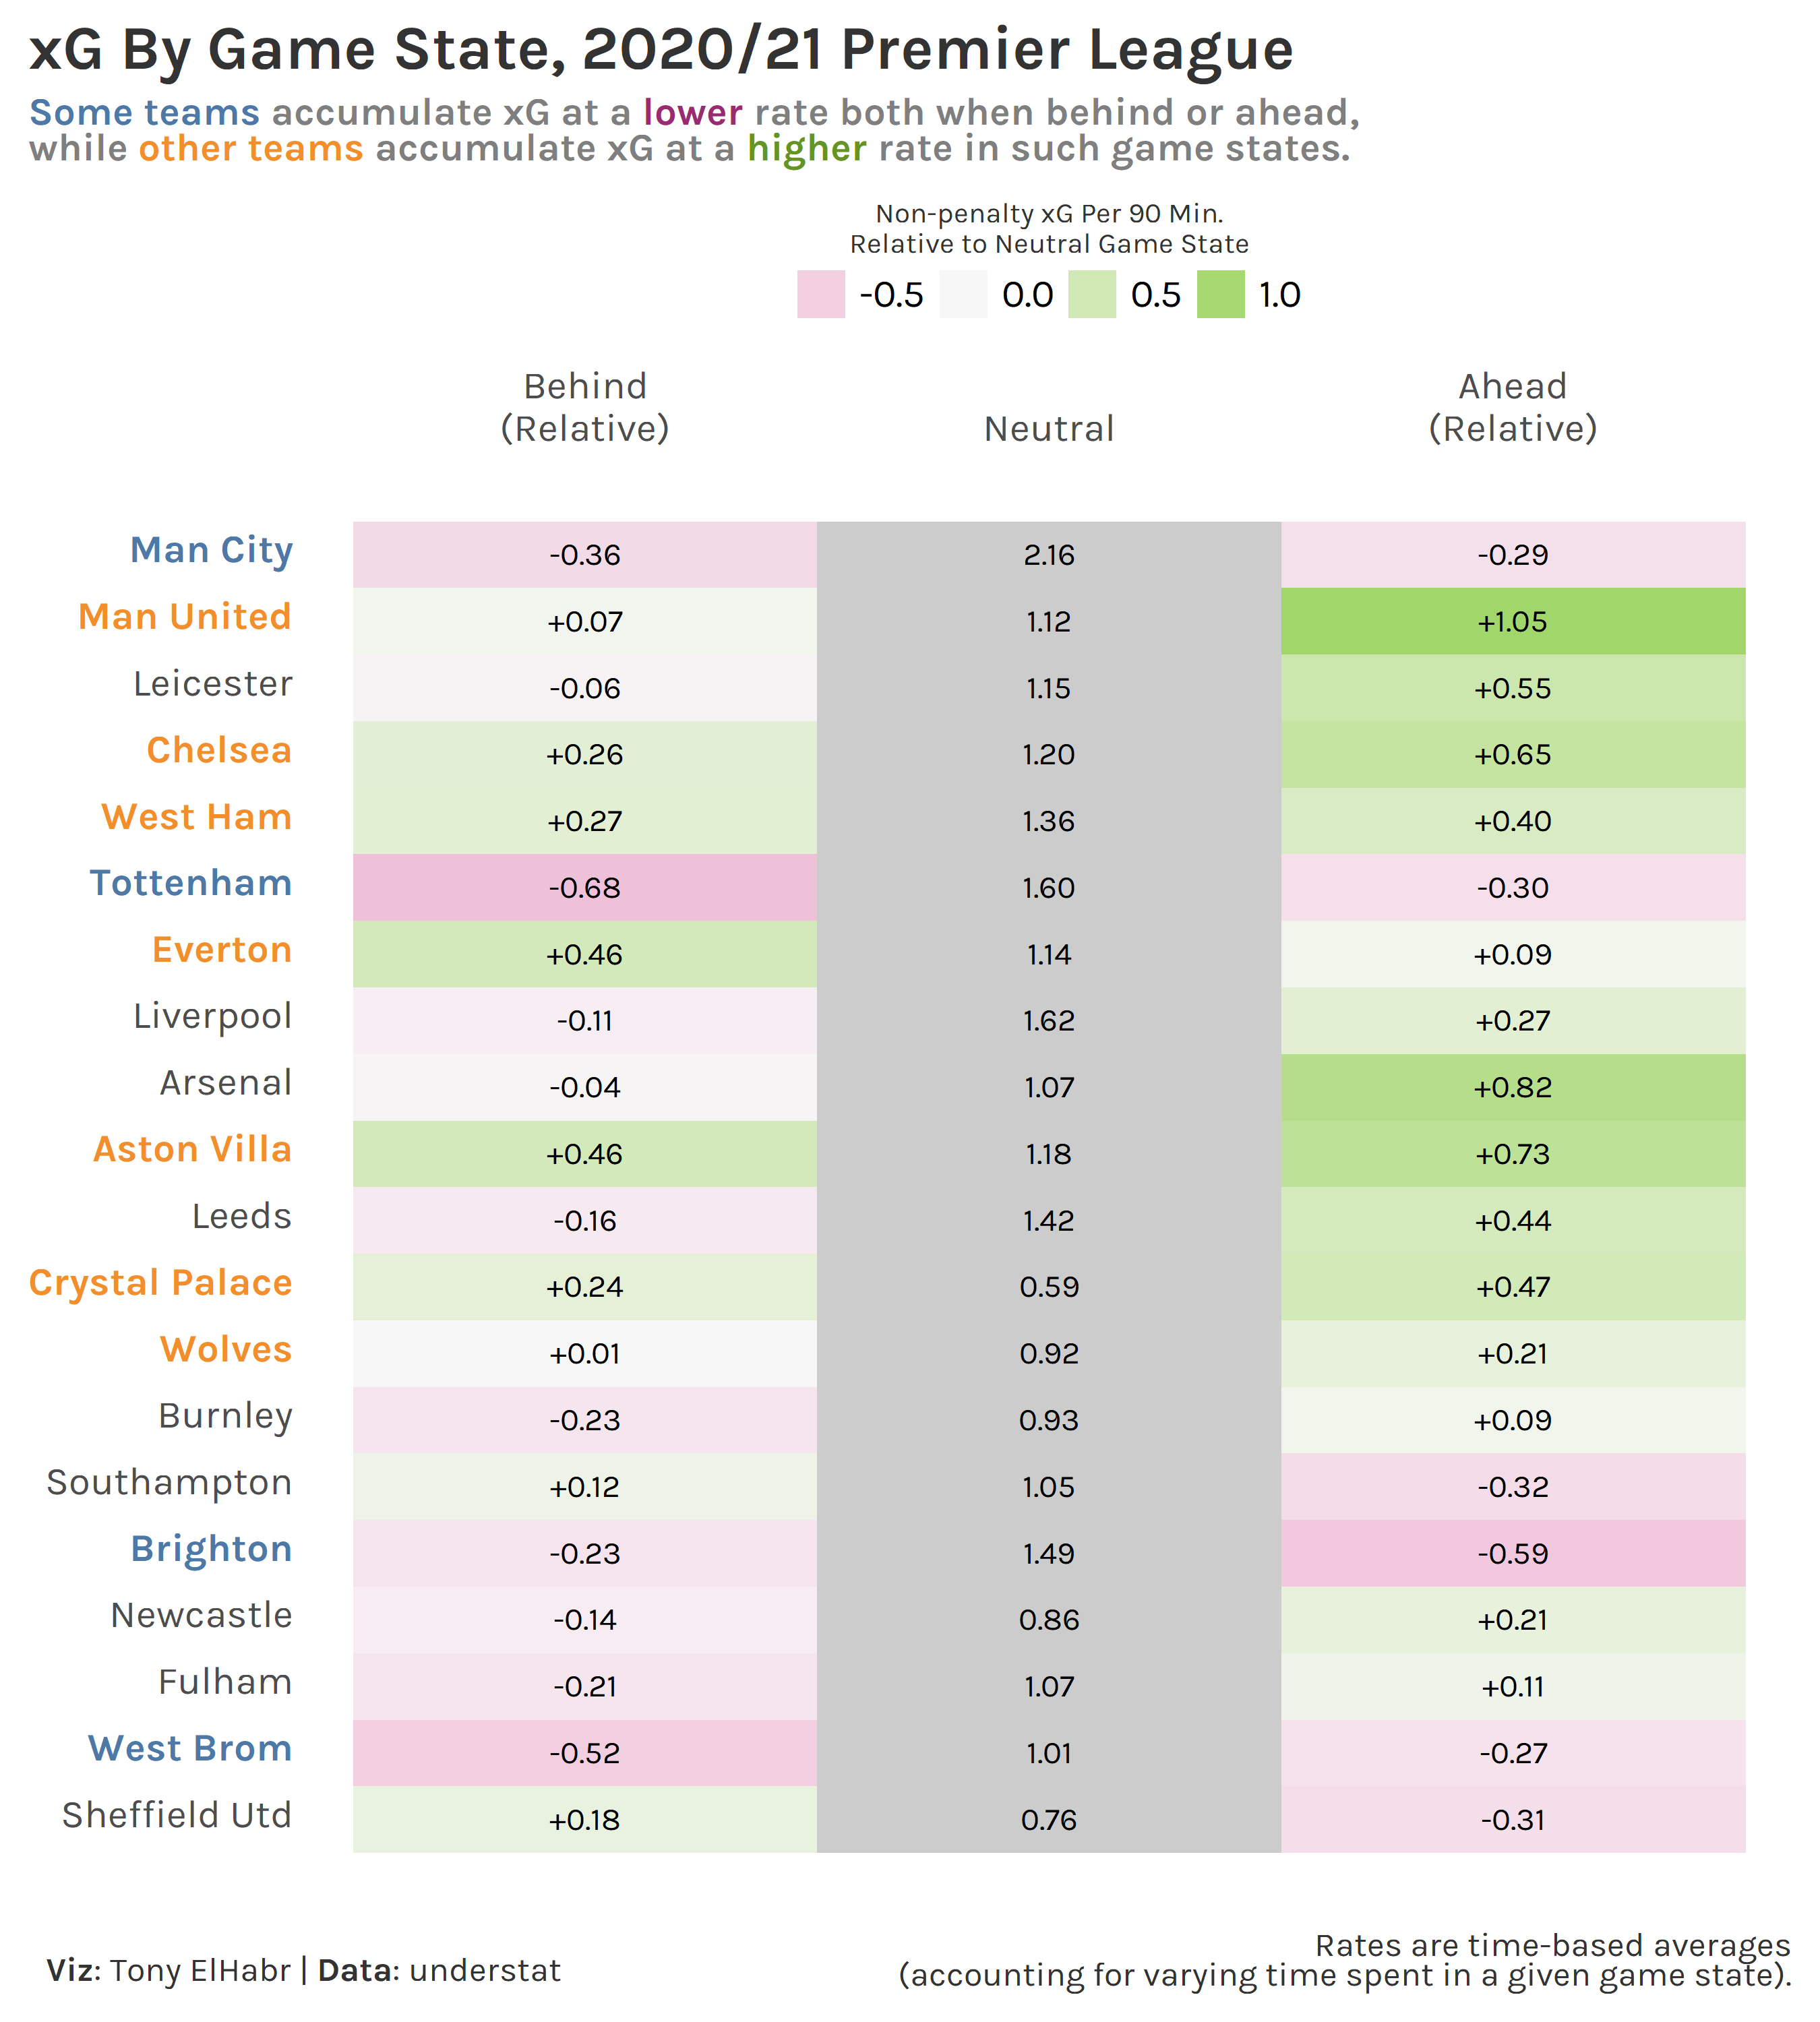 xG By Game State, 2020/21 Premier League
Some teams accumulate xG at a lower rate both when behind or ahead,
while other teams accumulate xG at a higher rate in such game states.
Non-penalty xG Per 90 Min.
Relative to Neutral Game State
-0.5 0.0 0.5 1.0
Behind
(Relative)
Neutral
Ahead
(Relative)
Man City -0.36 2.16 -0.29
Man United +0.07 1.12 +1.05
Leicester -0.06 1.15 +0.55
Chelsea +0.26 1.20 +0.65
West Ham +0.27 1.36 +0.40
Tottenham -0.68 1.60 -0.30
Everton +0.46 1.14 +0.09
Liverpool -0.11 1.62 +0.27
Arsenal -0.04 1.07 +0.82
Aston Villa +0.46 1.18 +0.73
Leeds -0.16 1.42 +0.44
Crystal Palace +0.24 0.59 +0.47
Wolves +0.01 0.92 +0.21
Burnley -0.23 0.93 +0.09
Southampton +0.12 1.05 -0.32
Brighton -0.23 1.49 -0.59
Newcastle -0.14 0.86 +0.21
Fulham -0.21 1.07 +0.11
West Brom -0.52 1.01 -0.27
Sheffield Utd +0.18 0.76 -0.31
Viz: Tony ElHabr | Data: understat
Rates are time-based averages
(accounting for varying time spent in a given game state).